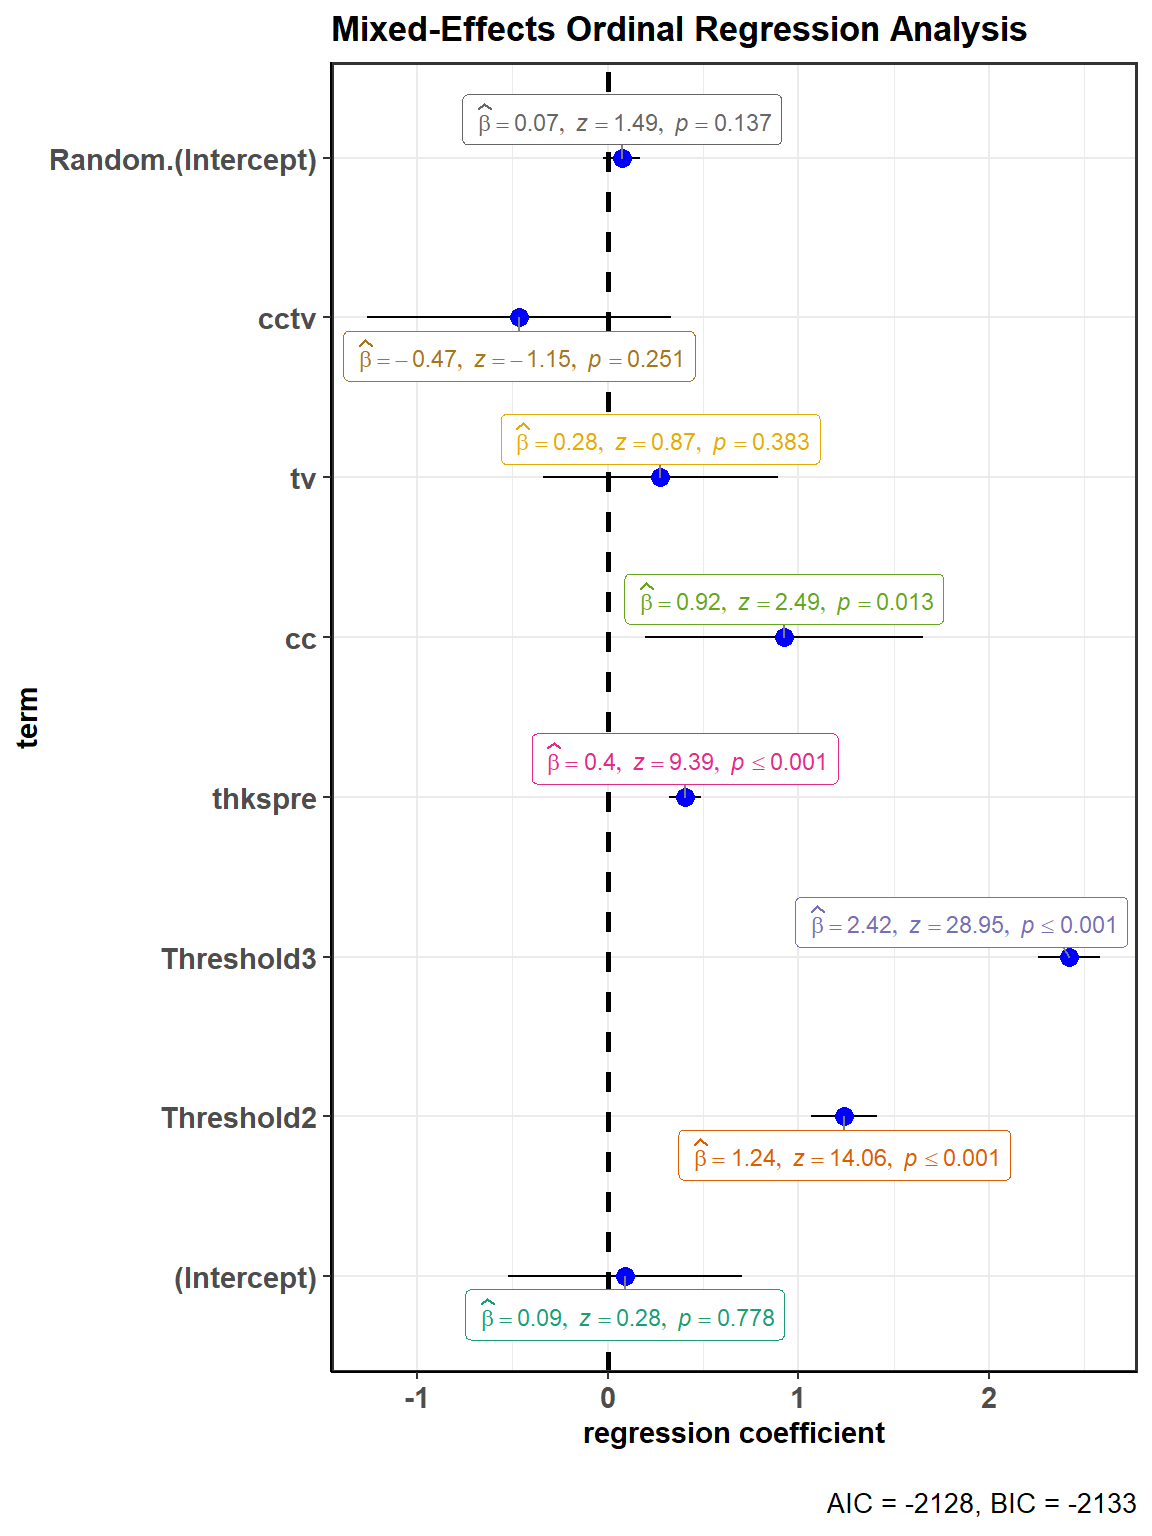 Mixed-Effects Ordinal Regression Analysis
β̂ = 0.07, z = 1.49, p = 0.137
Random.(Intercept)
cctv
β̂ = −0.47, z = −1.15, p = 0.251
β̂ = 0.28, z = 0.87, p = 0.383
tv
β̂ = 0.92, z = 2.49, p = 0.013
cc
term
β̂ = 0.4, z = 9.39, p ≤ 0.001
thkspre
β̂ = 2.42, z = 28.95, p ≤ 0.001
Threshold3
Threshold2
β̂ = 1.24, z = 14.06, p ≤ 0.001
(Intercept)
β̂ = 0.09, z = 0.28, p = 0.778
-1 0 1 2
regression coefficient
AIC = -2128, BIC = -2133